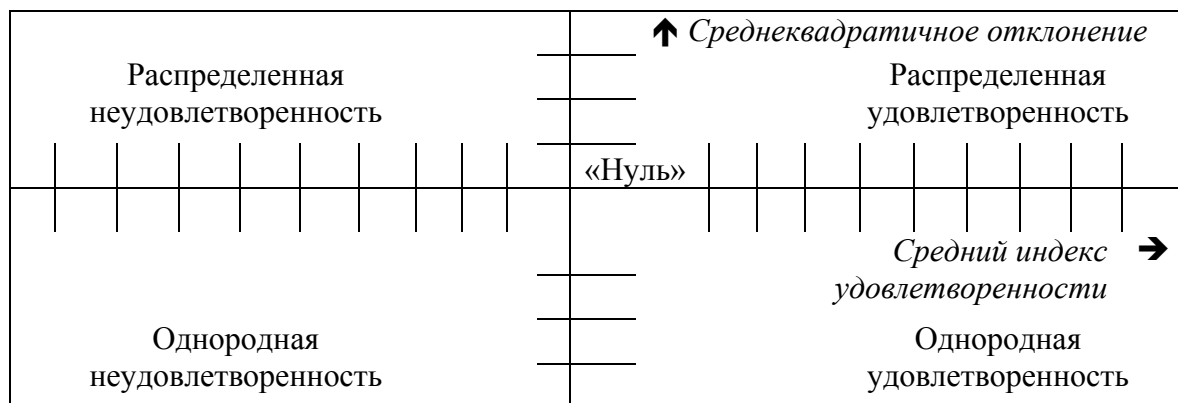 🡩 Среднеквадратичное отклонение
Распределенная
неудовлетворенность
Распределенная
удовлетворенность
«Нуль»
Средний индекс 🡪
удовлетворенности
Однородная
неудовлетворенность
Однородная
удовлетворенность